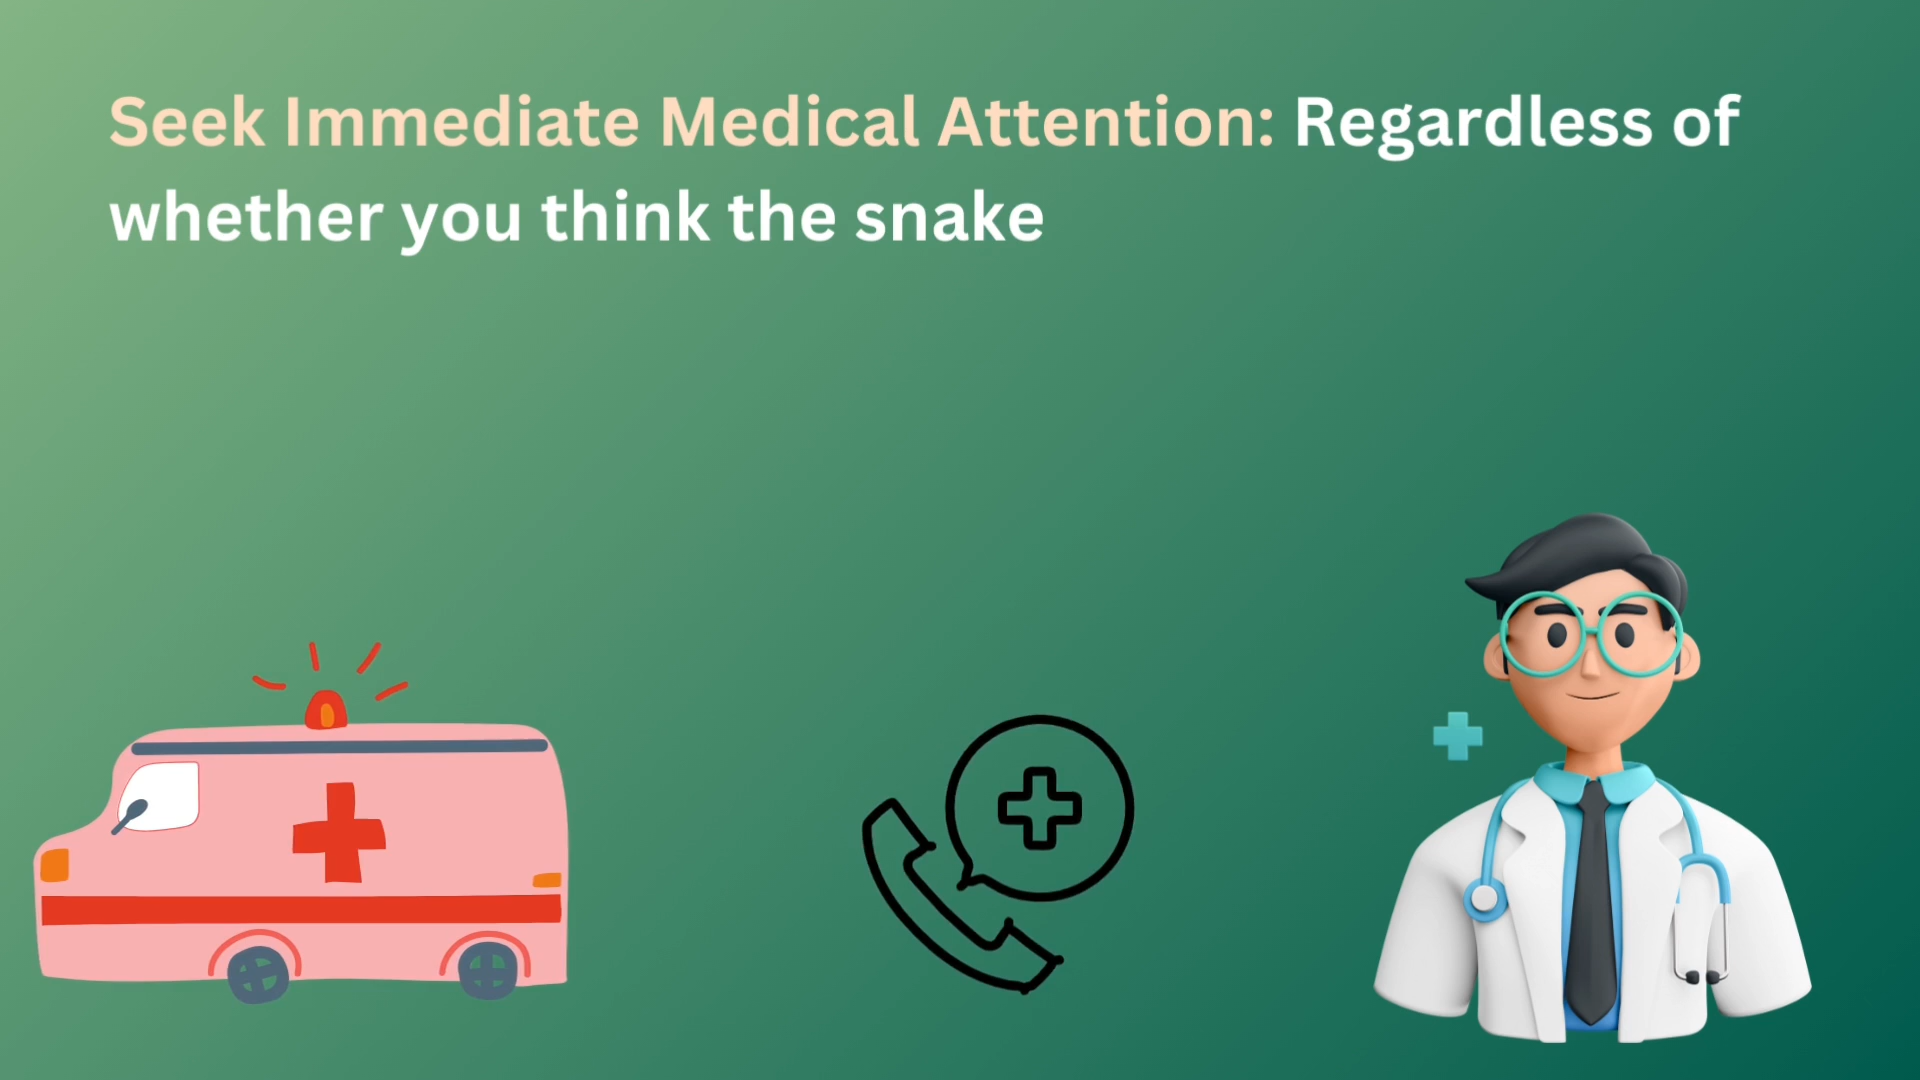 Seek Immediate Medical Attention: Regardless of
whether you think the snake